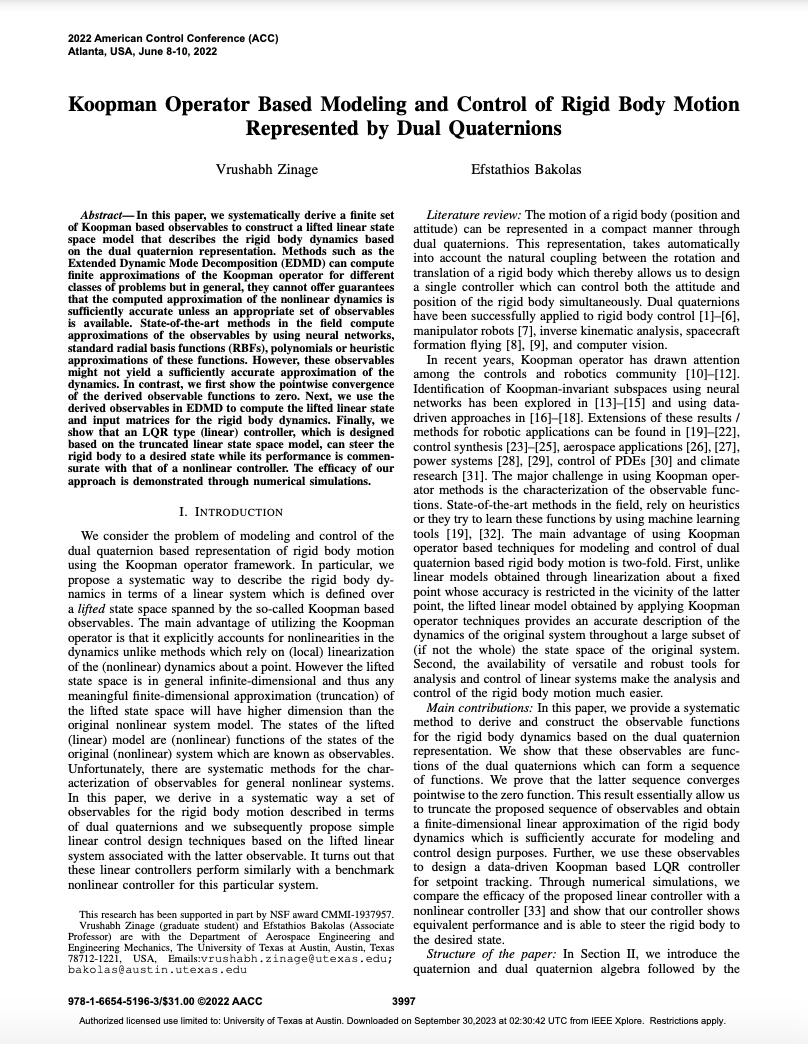 2022 American Control Conference (ACC)
Atlanta, USA, June 8-10, 2022
Koopman Operator Based Modeling and Control of Rigid Body Motion
Represented by Dual Quaternions
Vrushabh Zinage
Efstathios Bakolas
Abstract— In this paper, we systematically derive a finite set
of Koopman based observables to construct a lifted linear state
space model that describes the rigid body dynamics based
on the dual quaternion representation. Methods such as the
Extended Dynamic Mode Decomposition (EDMD) can compute
finite approximations of the Koopman operator for different
classes of problems but in general, they cannot offer guarantees
that the computed approximation of the nonlinear dynamics is
sufficiently accurate unless an appropriate set of observables
is available. State-of-the-art methods in the field compute
approximations of the observables by using neural networks,
standard radial basis functions (RBFs), polynomials or heuristic
approximations of these functions. However, these observables
might not yield a sufficiently accurate approximation of the
dynamics. In contrast, we first show the pointwise convergence
of the derived observable functions to zero. Next, we use the
derived observables in EDMD to compute the lifted linear state
and input matrices for the rigid body dynamics. Finally, we
show that an LQR type (linear) controller, which is designed
based on the truncated linear state space model, can steer the
rigid body to a desired state while its performance is commen-
surate with that of a nonlinear controller. The efficacy of our
approach is demonstrated through numerical simulations.
I. INTRODUCTION
We consider the problem of modeling and control of the
dual quaternion based representation of rigid body motion
using the Koopman operator framework. In particular, we
propose a systematic way to describe the rigid body dy-
namics in terms of a linear system which is defined over
a lifted state space spanned by the so-called Koopman based
observables. The main advantage of utilizing the Koopman
operator is that it explicitly accounts for nonlinearities in the
dynamics unlike methods which rely on (local) linearization
of the (nonlinear) dynamics about a point. However the lifted
state space is in general infinite-dimensional and thus any
meaningful finite-dimensional approximation (truncation) of
the lifted state space will have higher dimension than the
original nonlinear system model. The states of the lifted
(linear) model are (nonlinear) functions of the states of the
original (nonlinear) system which are known as observables.
Unfortunately, there are systematic methods for the char-
acterization of observables for general nonlinear systems.
In this paper, we derive in a systematic way a set of
observables for the rigid body motion described in terms
of dual quaternions and we subsequently propose simple
linear control design techniques based on the lifted linear
system associated with the latter observable. It turns out that
these linear controllers perform similarly with a benchmark
nonlinear controller for this particular system.
This research has been supported in part by NSF award CMMI-1937957.
Vrushabh Zinage (graduate student) and Efstathios Bakolas (Associate
Professor) are with the Department of Aerospace Engineering and
Engineering Mechanics, The University of Texas at Austin, Austin, Texas
78712-1221, USA, Emails:vrushabh.zinage@utexas.edu;
bakolas@austin.utexas.edu
Literature review: The motion of a rigid body (position and
attitude) can be represented in a compact manner through
dual quaternions. This representation, takes automatically
into account the natural coupling between the rotation and
translation of a rigid body which thereby allows us to design
a single controller which can control both the attitude and
position of the rigid body simultaneously. Dual quaternions
have been successfully applied to rigid body control [1]–[6],
manipulator robots [7], inverse kinematic analysis, spacecraft
formation flying [8], [9], and computer vision.
In recent years, Koopman operator has drawn attention
among the controls and robotics community [10]–[12].
Identification of Koopman-invariant subspaces using neural
networks has been explored in [13]–[15] and using data-
driven approaches in [16]–[18]. Extensions of these results /
methods for robotic applications can be found in [19]–[22],
control synthesis [23]–[25], aerospace applications [26], [27],
power systems [28], [29], control of PDEs [30] and climate
research [31]. The major challenge in using Koopman oper-
ator methods is the characterization of the observable func-
tions. State-of-the-art methods in the field, rely on heuristics
or they try to learn these functions by using machine learning
tools [19], [32]. The main advantage of using Koopman
operator based techniques for modeling and control of dual
quaternion based rigid body motion is two-fold. First, unlike
linear models obtained through linearization about a fixed
point whose accuracy is restricted in the vicinity of the latter
point, the lifted linear model obtained by applying Koopman
operator techniques provides an accurate description of the
dynamics of the original system throughout a large subset of
(if not the whole) the state space of the original system.
Second, the availability of versatile and robust tools for
analysis and control of linear systems make the analysis and
control of the rigid body motion much easier.
Main contributions: In this paper, we provide a systematic
method to derive and construct the observable functions
for the rigid body dynamics based on the dual quaternion
representation. We show that these observables are func-
tions of the dual quaternions which can form a sequence
of functions. We prove that the latter sequence converges
pointwise to the zero function. This result essentially allow us
to truncate the proposed sequence of observables and obtain
a finite-dimensional linear approximation of the rigid body
dynamics which is sufficiently accurate for modeling and
control design purposes. Further, we use these observables
to design a data-driven Koopman based LQR controller
for setpoint tracking. Through numerical simulations, we
compare the efficacy of the proposed linear controller with a
nonlinear controller [33] and show that our controller shows
equivalent performance and is able to steer the rigid body to
the desired state.
Structure of the paper: In Section II, we introduce the
quaternion and dual quaternion algebra followed by the
978-1-6654-5196-3/$31.00 ©2022 AACC
3997
Authorized licensed use limited to: University of Texas at Austin. Downloaded on September 30,2023 at 02:30:42 UTC from IEEE Xplore. Restrictions apply.